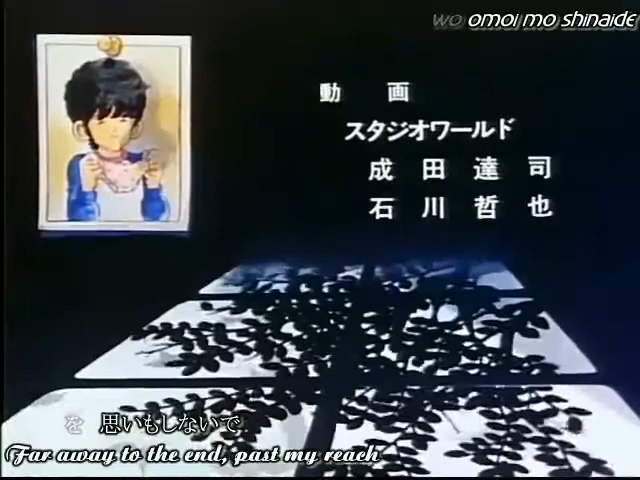 wo omoi mo shinaide
動 画
スタジオワールド
成 田 達 司
石 川 哲 也
を 思いもしないで
Far away to the end, past my reach